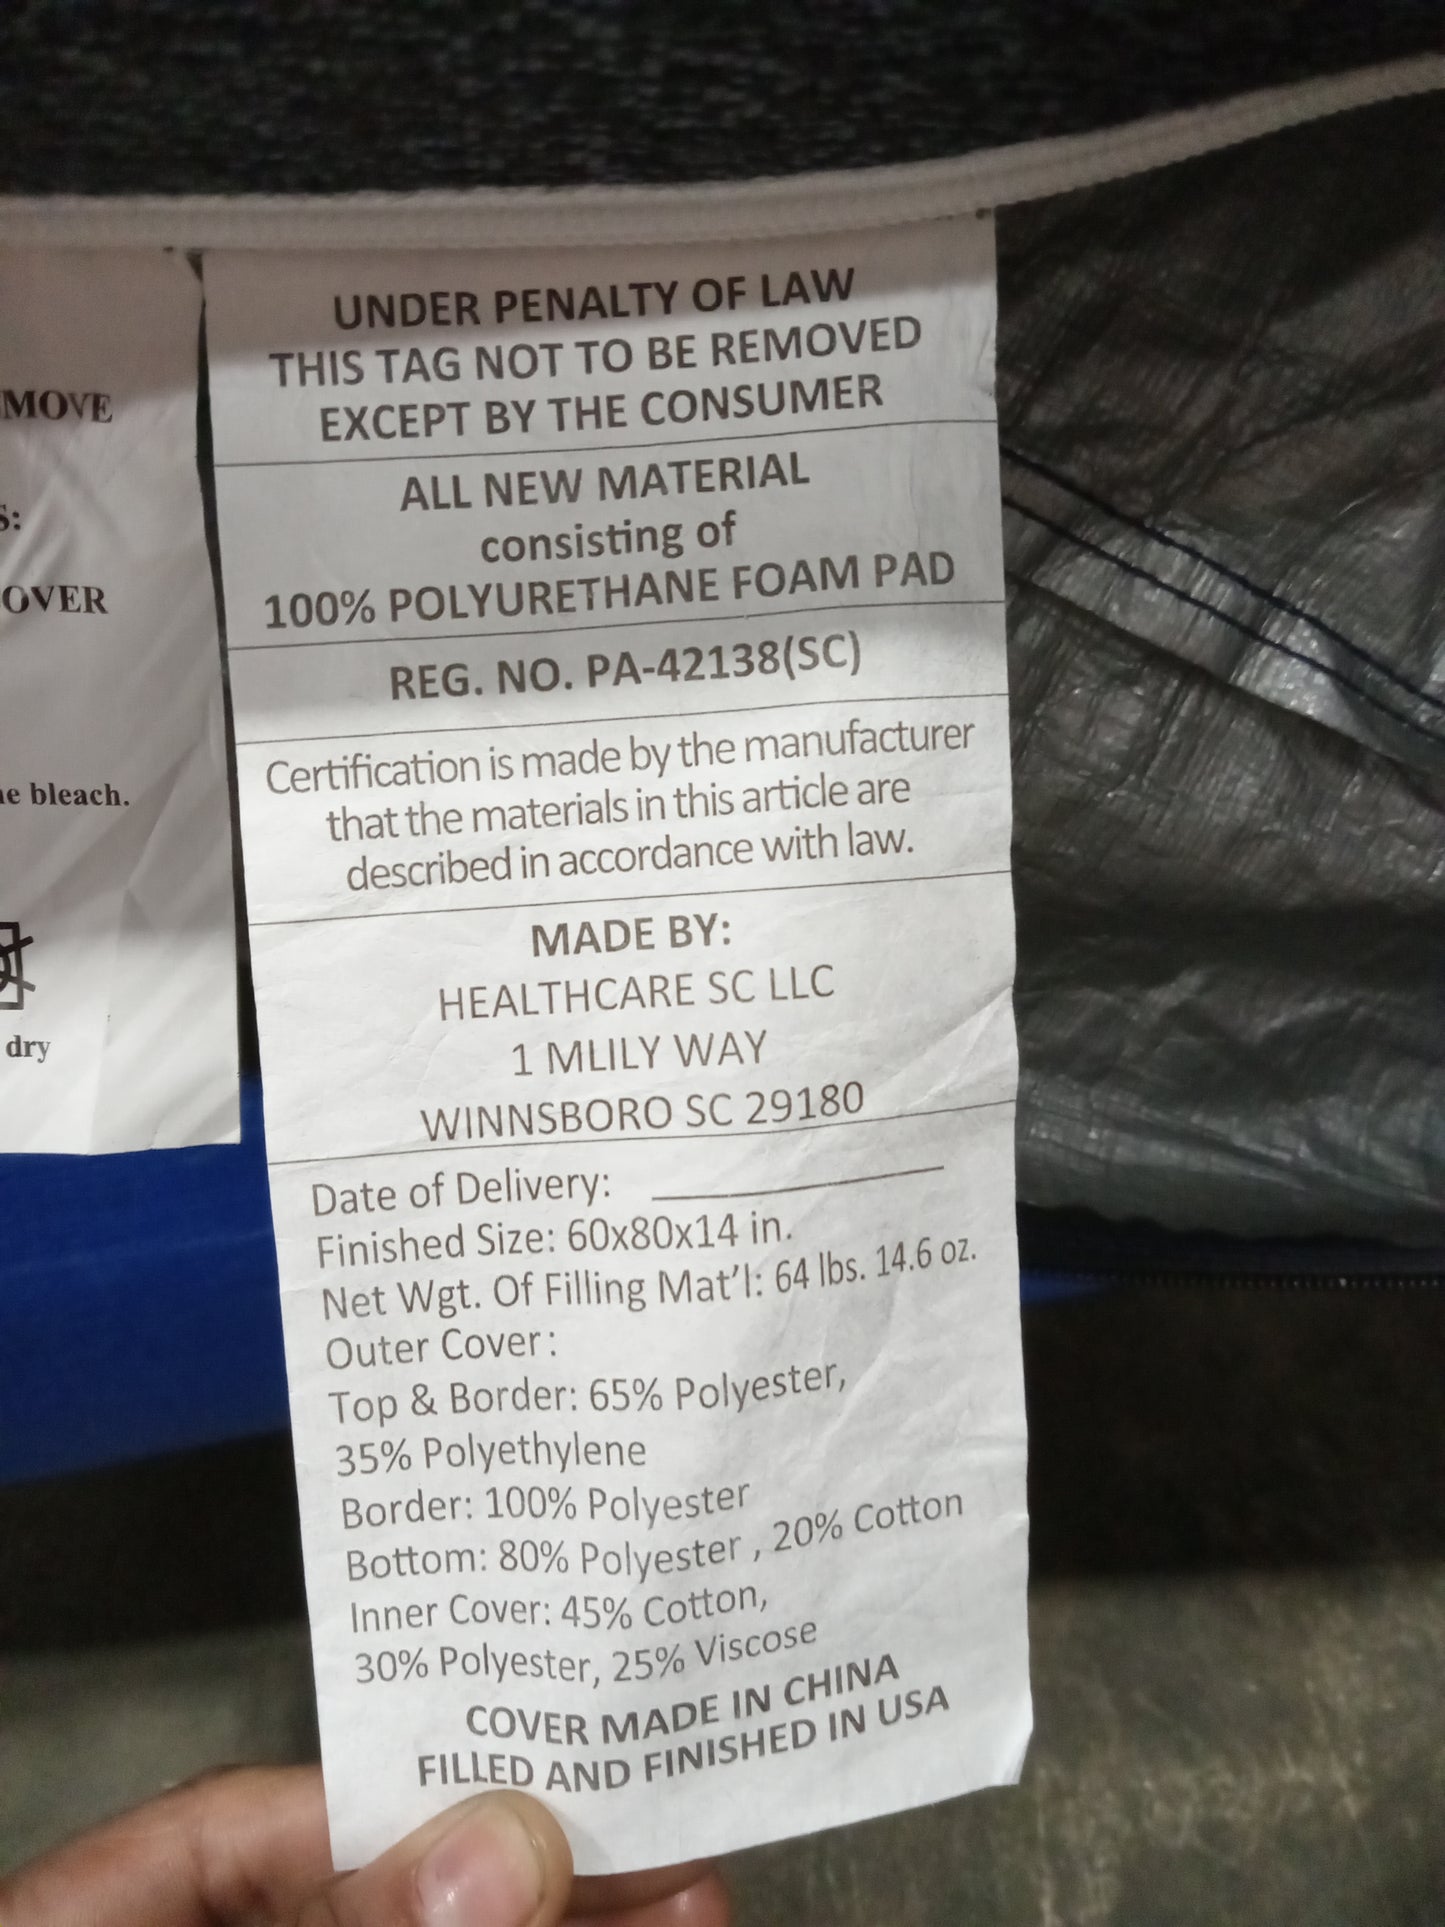 MOVE
S:
OVER
e bleach.
dry
UNDER PENALTY OF LAW
THIS TAG NOT TO BE REMOVED
EXCEPT BY THE CONSUMER
ALL NEW MATERIAL
consisting of
100% POLYURETHANE FOAM PAD
REG. NO. PA-42138(SC)
Certification is made by the manufacturer
that the materials in this article are
described in accordance with law.
MADE BY:
HEALTHCARE SC LLC
1 MLILY WAY
WINNSBORO SC 29180
Date of Delivery:
Finished Size: 60x80x14 in.
Net Wgt. Of Filling Mat'l: 64 lbs. 14.6 oz.
Outer Cover:
Top & Border: 65% Polyester,
35% Polyethylene
Border: 100% Polyester
Bottom: 80% Polyester , 20% Cotton
Inner Cover: 45% Cotton,
30% Polyester, 25% Viscose
COVER MADE IN CHINA
FILLED AND FINISHED IN USA